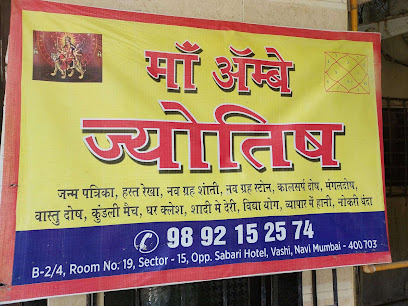 माँ ॲम्बे
ज्योतिष
जन्म पत्रिका, हस्त रेखा, नव ग्रह शांती, नव ग्रह स्टोन, कालसर्प दोष, मंगलदोष,
वास्तु दोष, कुंडली मैच, घर क्लेश, शादी मे देरी, विद्या योग, व्यापार में हानी, नोकरी धंदा
98 92 15 25 74
B-2/4, Room No. 19, Sector - 15, Opp. Sabari Hotel, Vashi, Navi Mumbai - 400 703